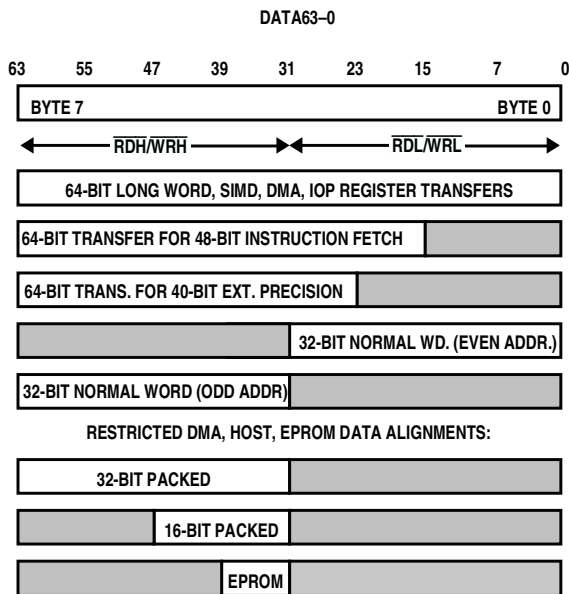 DATA63–0
63 55 47 39 31 23 15 7 0
BYTE 7 BYTE 0
RDH/WRH RDL/WRL
64-BIT LONG WORD, SIMD, DMA, IOP REGISTER TRANSFERS
64-BIT TRANSFER FOR 48-BIT INSTRUCTION FETCH
64-BIT TRANS. FOR 40-BIT EXT. PRECISION
32-BIT NORMAL WD. (EVEN ADDR.)
32-BIT NORMAL WORD (ODD ADDR)
RESTRICTED DMA, HOST, EPROM DATA ALIGNMENTS:
32-BIT PACKED
16-BIT PACKED
EPROM